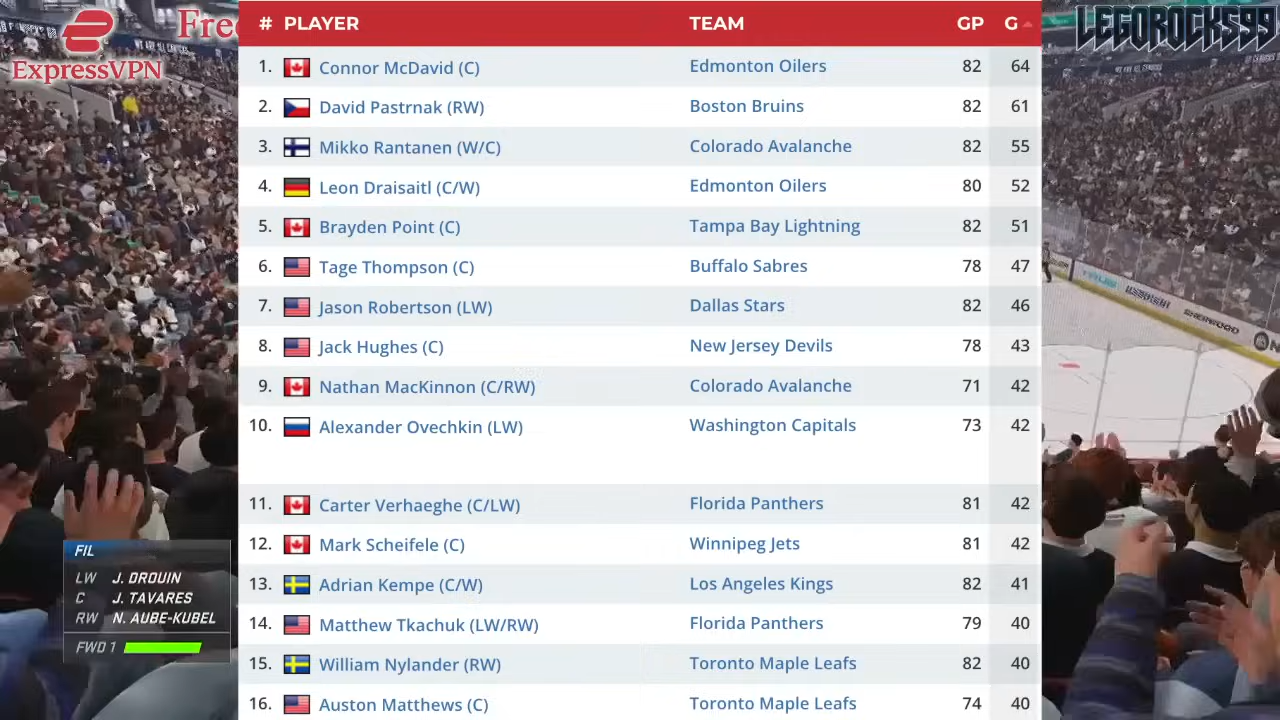 ExpressVPN
Free
LEGOROCKS99
# PLAYER TEAM GP G
1. Connor McDavid (C) Edmonton Oilers 82 64
2. David Pastrnak (RW) Boston Bruins 82 61
3. Mikko Rantanen (W/C) Colorado Avalanche 82 55
4. Leon Draisaitl (C/W) Edmonton Oilers 80 52
5. Brayden Point (C) Tampa Bay Lightning 82 51
6. Tage Thompson (C) Buffalo Sabres 78 47
7. Jason Robertson (LW) Dallas Stars 82 46
8. Jack Hughes (C) New Jersey Devils 78 43
9. Nathan MacKinnon (C/RW) Colorado Avalanche 71 42
10. Alexander Ovechkin (LW) Washington Capitals 73 42
11. Carter Verhaeghe (C/LW) Florida Panthers 81 42
12. Mark Scheifele (C) Winnipeg Jets 81 42
13. Adrian Kempe (C/W) Los Angeles Kings 82 41
14. Matthew Tkachuk (LW/RW) Florida Panthers 79 40
15. William Nylander (RW) Toronto Maple Leafs 82 40
16. Auston Matthews (C) Toronto Maple Leafs 74 40
FIL
LW J. DROUIN
C J. TAVARES
RW N. AUBE-KUBEL
FWD 1
SHERWOOD